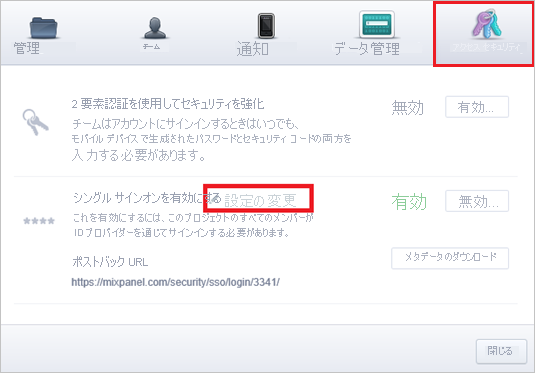 管理
チーム
通知
データ管理
2 要素認証を使用してセキュリティを強化
無効
有効...
チームはアカウントにサインインするときはいつでも、
モバイル デバイスで生成されたパスワードとセキュリティ コードの両方を
入力する必要があります。
シングル サインオンを有効にする
設定の変更
有効
無効...
これを有効にするには、このプロジェクトのすべてのメンバーが
ID プロバイダーを通じてサインインする必要があります。
ポストバック URL
メタデータのダウンロード
https://mixpanel.com/security/sso/login/3341/
閉じる